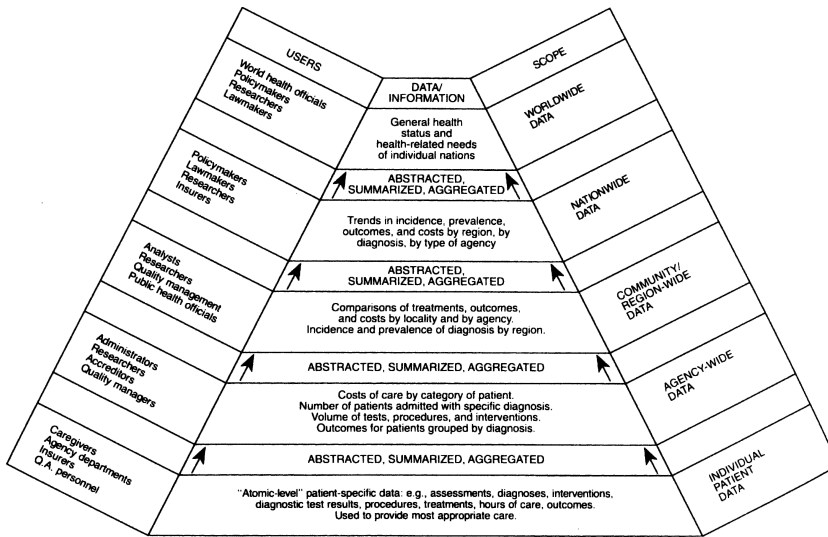 USERS
World health officials
Policymakers
Researchers
Lawmakers
Policymakers
Lawmakers
Researchers
Insurers
Analysts
Researchers
Quality management
Public health officials
Administrators
Researchers
Accreditors
Quality managers
Caregivers
Agency departments
Insurers
Q.A. personnel
DATA/
INFORMATION
General health
status and
health-related needs
of individual nations
ABSTRACTED,
SUMMARIZED, AGGREGATED
Trends in incidence, prevalence,
outcomes, and costs by region, by
diagnosis, by type of agency
ABSTRACTED,
SUMMARIZED, AGGREGATED
Comparisons of treatments, outcomes,
and costs by locality and by agency.
Incidence and prevalence of diagnosis by region.
ABSTRACTED, SUMMARIZED, AGGREGATED
Costs of care by category of patient.
Number of patients admitted with specific diagnosis.
Volume of tests, procedures, and interventions.
Outcomes for patients grouped by diagnosis.
ABSTRACTED, SUMMARIZED, AGGREGATED
"Atomic-level" patient-specific data: e.g., assessments, diagnoses, interventions,
diagnostic test results, procedures, treatments, hours of care, outcomes.
Used to provide most appropriate care.
SCOPE
WORLDWIDE
DATA
NATIONWIDE
DATA
COMMUNITY/
REGION-WIDE
DATA
AGENCY-WIDE
DATA
INDIVIDUAL
PATIENT
DATA